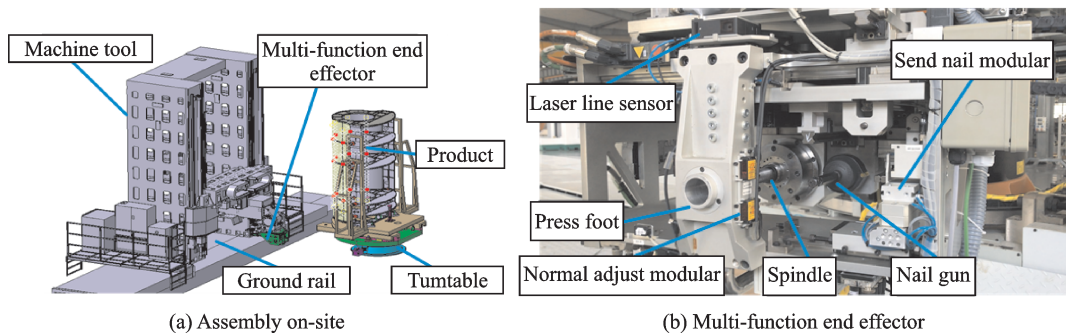 Machine tool
Multi-function end
effector
Product
Ground rail
Tumtable
(a) Assembly on-site
Laser line sensor
Send nail modular
Press foot
Normal adjust modular
Spindle
Nail gun
(b) Multi-function end effector